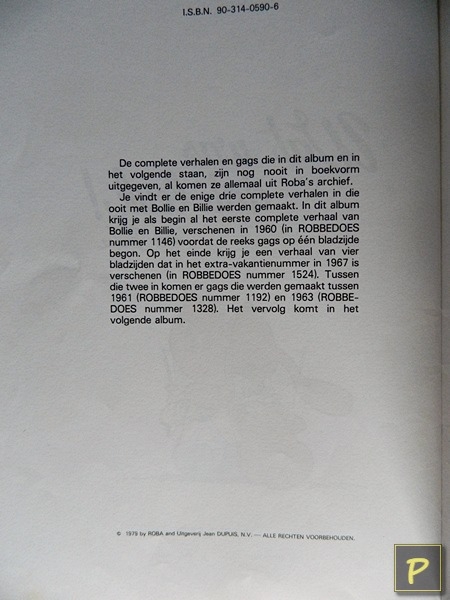 I.S.B.N. 90-314-0590-6
De complete verhalen en gags die in dit album en in
het volgende staan, zijn nog nooit in boekvorm
uitgegeven, al komen ze allemaal uit Roba's archief.
Je vindt er de enige drie complete verhalen in die
ooit met Bollie en Billie werden gemaakt. In dit album
krijg je als begin al het eerste complete verhaal van
Bollie en Billie, verschenen in 1960 (in ROBBEDOES
nummer 1146) voordat de reeks gags op één bladzijde
begon. Op het einde krijg je een verhaal van vier
bladzijden dat in het extra-vakantienummer in 1967 is
verschenen (in ROBBEDOES nummer 1524). Tussen
die twee in komen er gags die werden gemaakt tussen
1961 (ROBBEDOES nummer 1192) en 1963 (ROBBE-
DOES nummer 1328). Het vervolg komt in het
volgende album.
© 1979 by ROBA and Uitgeverij Jean DUPUIS, N.V. — ALLE RECHTEN VOORBEHOUDEN.
P